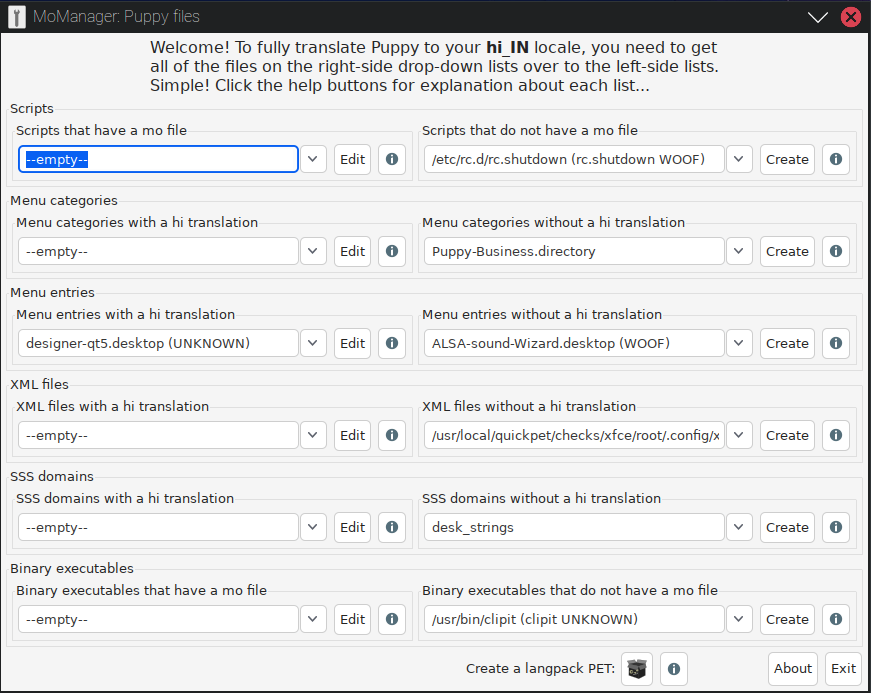 MoManager: Puppy files
Welcome! To fully translate Puppy to your hi_IN locale, you need to get
all of the files on the right-side drop-down lists over to the left-side lists.
Simple! Click the help buttons for explanation about each list...
Scripts
Scripts that have a mo file
--empty-- Edit
Scripts that do not have a mo file
/etc/rc.d/rc.shutdown (rc.shutdown WOOF) Create
Menu categories
Menu categories with a hi translation
--empty-- Edit
Menu categories without a hi translation
Puppy-Business.directory Create
Menu entries
Menu entries with a hi translation
designer-qt5.desktop (UNKNOWN) Edit
Menu entries without a hi translation
ALSA-sound-Wizard.desktop (WOOF) Create
XML files
XML files with a hi translation
--empty-- Edit
XML files without a hi translation
/usr/local/quickpet/checks/xfce/root/.config/x Create
SSS domains
SSS domains with a hi translation
--empty-- Edit
SSS domains without a hi translation
desk_strings Create
Binary executables
Binary executables that have a mo file
--empty-- Edit
Binary executables that do not have a mo file
/usr/bin/clipit (clipit UNKNOWN) Create
Create a langpack PET: About Exit